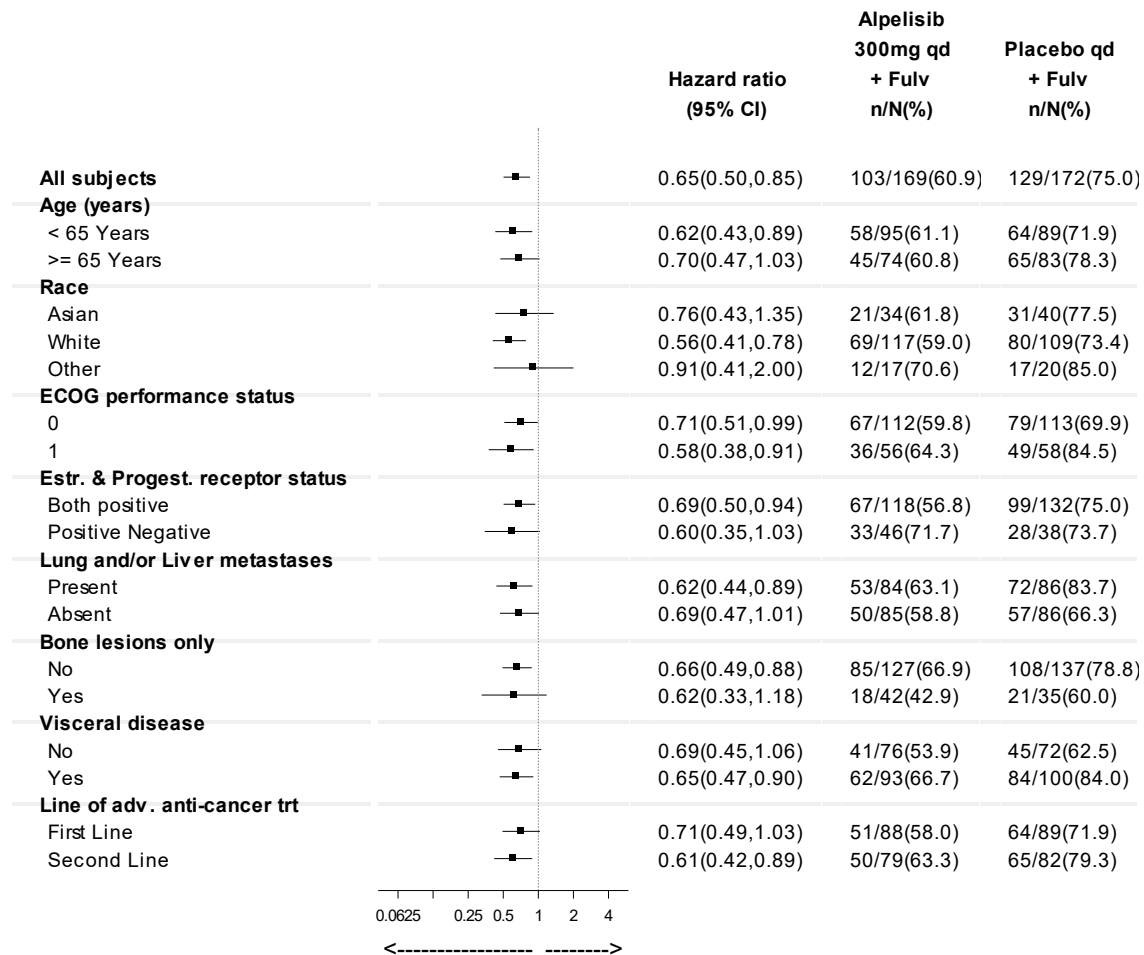 Alpelisib
300mg qd Placebo qd
Hazard ratio + Fulv + Fulv
(95% CI) n/N(%) n/N(%)
All subjects 0.65(0.50,0.85) 103/169(60.9) 129/172(75.0)
Age (years)
< 65 Years 0.62(0.43,0.89) 58/95(61.1) 64/89(71.9)
>= 65 Years 0.70(0.47,1.03) 45/74(60.8) 65/83(78.3)
Race
Asian 0.76(0.43,1.35) 21/34(61.8) 31/40(77.5)
White 0.56(0.41,0.78) 69/117(59.0) 80/109(73.4)
Other 0.91(0.41,2.00) 12/17(70.6) 17/20(85.0)
ECOG performance status
0 0.71(0.51,0.99) 67/112(59.8) 79/113(69.9)
1 0.58(0.38,0.91) 36/56(64.3) 49/58(84.5)
Estr. & Progest. receptor status
Both positive 0.69(0.50,0.94) 67/118(56.8) 99/132(75.0)
Positive Negative 0.60(0.35,1.03) 33/46(71.7) 28/38(73.7)
Lung and/or Liver metastases
Present 0.62(0.44,0.89) 53/84(63.1) 72/86(83.7)
Absent 0.69(0.47,1.01) 50/85(58.8) 57/86(66.3)
Bone lesions only
No 0.66(0.49,0.88) 85/127(66.9) 108/137(78.8)
Yes 0.62(0.33,1.18) 18/42(42.9) 21/35(60.0)
Visceral disease
No 0.69(0.45,1.06) 41/76(53.9) 45/72(62.5)
Yes 0.65(0.47,0.90) 62/93(66.7) 84/100(84.0)
Line of adv. anti-cancer trt
First Line 0.71(0.49,1.03) 51/88(58.0) 64/89(71.9)
Second Line 0.61(0.42,0.89) 50/79(63.3) 65/82(79.3)
0.0625 0.25 0.5 1 2 4
<---------------- -------->